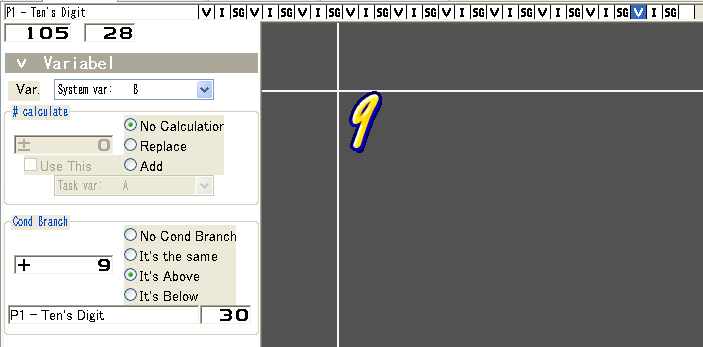 P1 - Ten's Digit V I SG V I SG V I SG V I SG V I SG V I SG V I SG V I SG V I SG V I SG V I SG
105 28
V Variabel
Var. System var: B
# calculate
± 0
No Calculation
Replace
Use This
Add
Task var: A
Cond Branch
+ 9
No Cond Branch
It's the same
It's Above
It's Below
P1 - Ten's Digit 30
9